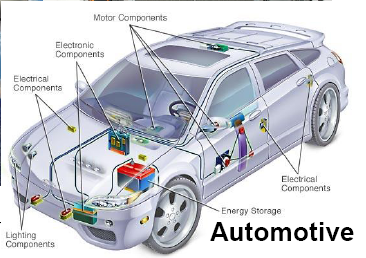 Motor Components
Electronic
Components
Electrical
Components
Electrical
Components
Energy Storage
Lighting
Components
Automotive